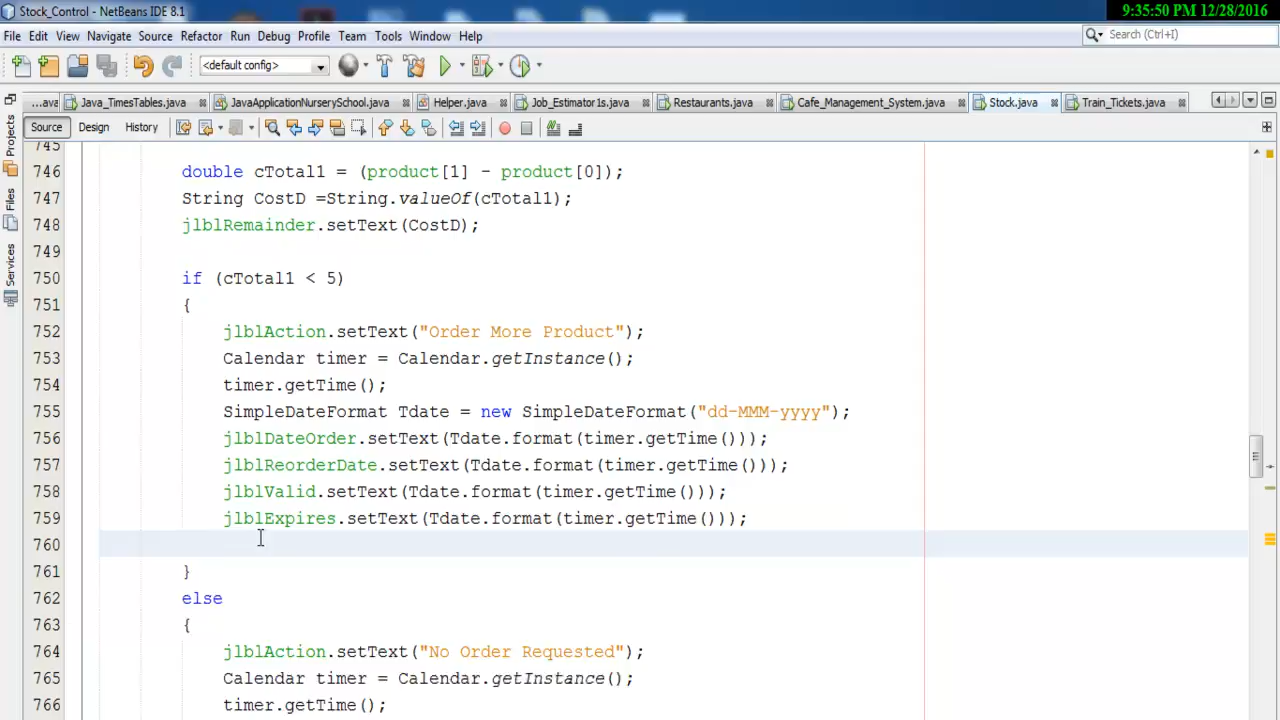 Stock_Control - NetBeans IDE 8.1
9:35:50 PM 12/28/2016
File Edit View Navigate Source Refactor Run Debug Profile Team Tools Window Help
Search (Ctrl+I)
<default config>
...ava Java_TimesTables.java JavaApplicationNurserySchool.java Helper.java Job_Estimator1s.java Restaurants.java Cafe_Management_System.java Stock.java Train_Tickets.java
Source Design History
Projects
Files
Services
745
746 double cTotal1 = (product[1] - product[0]);
747 String CostD =String.valueOf(cTotal1);
748 jlblRemainder.setText(CostD);
749
750 if (cTotal1 < 5)
751 {
752 jlblAction.setText("Order More Product");
753 Calendar timer = Calendar.getInstance();
754 timer.getTime();
755 SimpleDateFormat Tdate = new SimpleDateFormat("dd-MMM-yyyy");
756 jlblDateOrder.setText(Tdate.format(timer.getTime()));
757 jlblReorderDate.setText(Tdate.format(timer.getTime()));
758 jlblValid.setText(Tdate.format(timer.getTime()));
759 jlblExpires.setText(Tdate.format(timer.getTime()));
760
761 }
762 else
763 {
764 jlblAction.setText("No Order Requested");
765 Calendar timer = Calendar.getInstance();
766 timer.getTime();